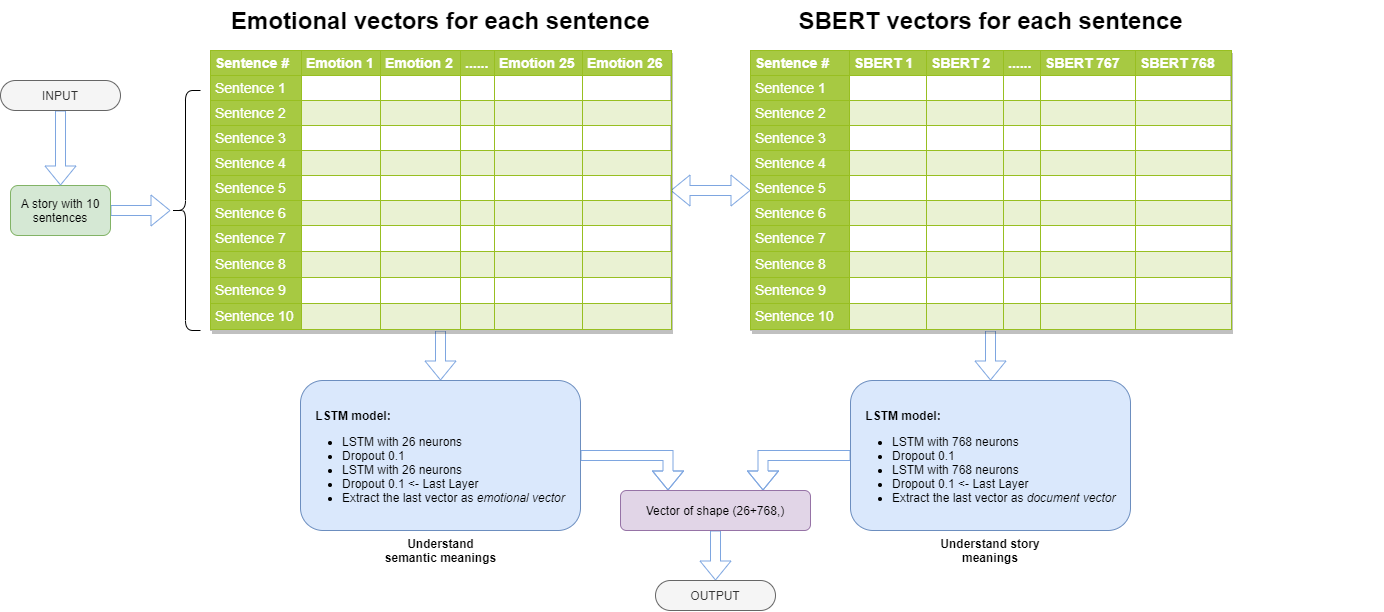 Emotional vectors for each sentence
SBERT vectors for each sentence
INPUT
A story with 10
sentences
Sentence # Emotion 1 Emotion 2 ...... Emotion 25 Emotion 26
Sentence 1
Sentence 2
Sentence 3
Sentence 4
Sentence 5
Sentence 6
Sentence 7
Sentence 8
Sentence 9
Sentence 10
Sentence # SBERT 1 SBERT 2 ...... SBERT 767 SBERT 768
Sentence 1
Sentence 2
Sentence 3
Sentence 4
Sentence 5
Sentence 6
Sentence 7
Sentence 8
Sentence 9
Sentence 10
LSTM model:
• LSTM with 26 neurons
• Dropout 0.1
• LSTM with 26 neurons
• Dropout 0.1 <- Last Layer
• Extract the last vector as emotional vector
Understand
semantic meanings
LSTM model:
• LSTM with 768 neurons
• Dropout 0.1
• LSTM with 768 neurons
• Dropout 0.1 <- Last Layer
• Extract the last vector as document vector
Understand story
meanings
Vector of shape (26+768,)
OUTPUT